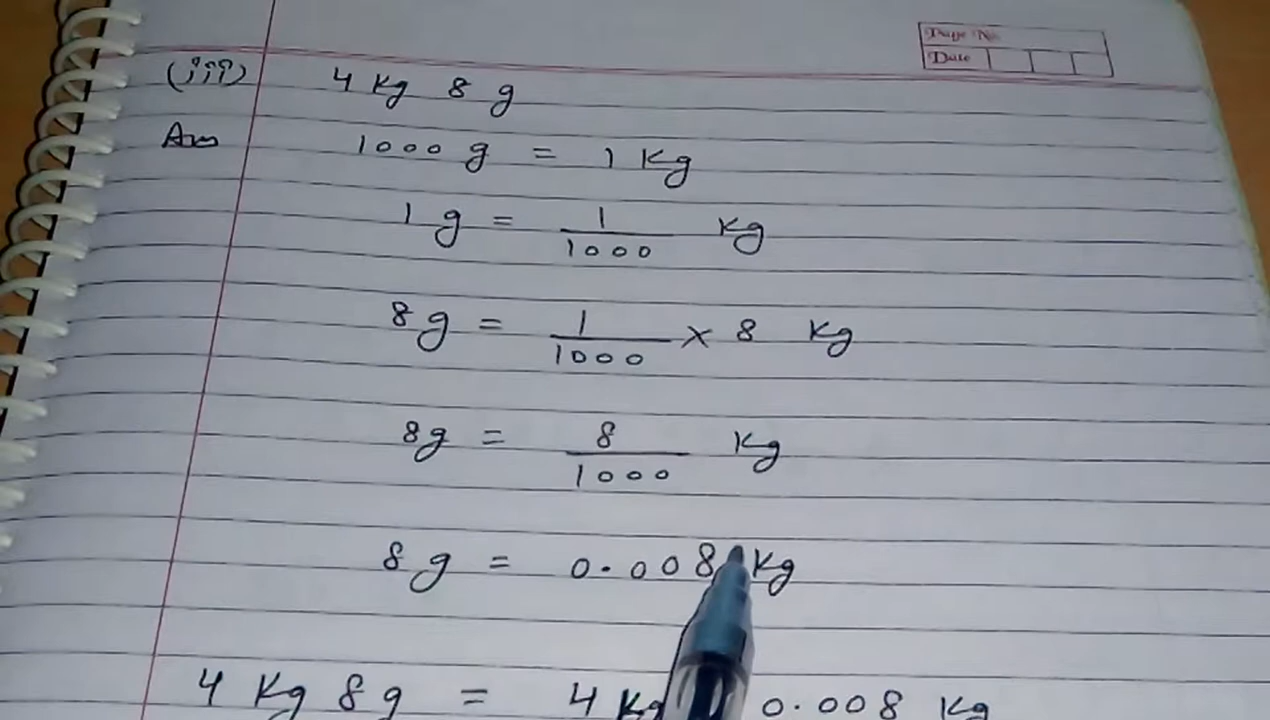 Page No.
Date
(iii) 4 Kg 8 g
Ans 1000 g = 1 Kg
1 g = 1/1000 Kg
8 g = 1/1000 × 8 Kg
8g = 8/1000 Kg
8 g = 0.008 Kg
4 Kg 8 g = 4 Kg 0.008 Kg